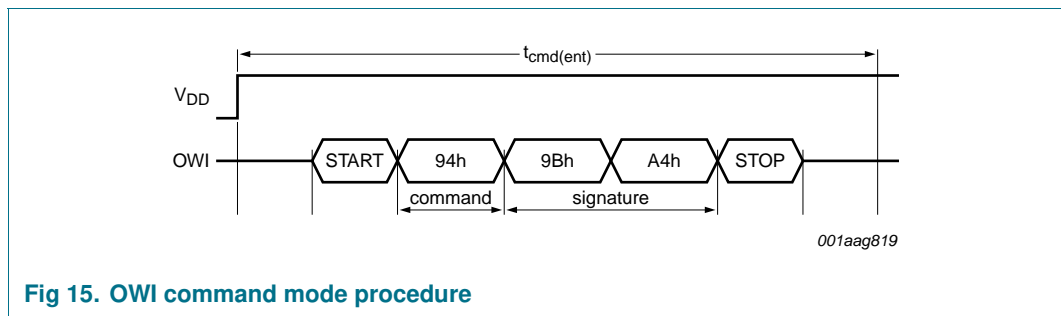 tcmd(ent)
VDD
OWI START 94h 9Bh A4h STOP
command signature
001aag819
Fig 15. OWI command mode procedure